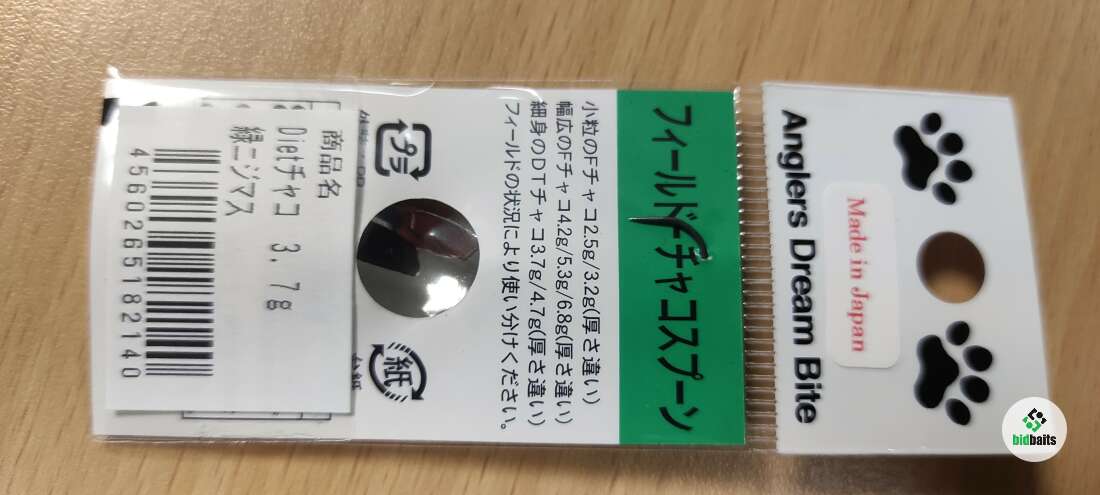 Anglers Dream Bite
Made in Japan
フィールドチャコスプーン
小粒のFチャコ2.5g/3.2g(厚さ違い)
幅広のFチャコ4.2g/5.3g/6.8g(厚さ違い)
細身のDTチャコ3.7g/4.7g(厚さ違い)
フィールドの状況により使い分けください。
プラ
紙
台紙
商品名
Dietチャコ 3.7g
緑ニジマス
4560265182140
bidbaits